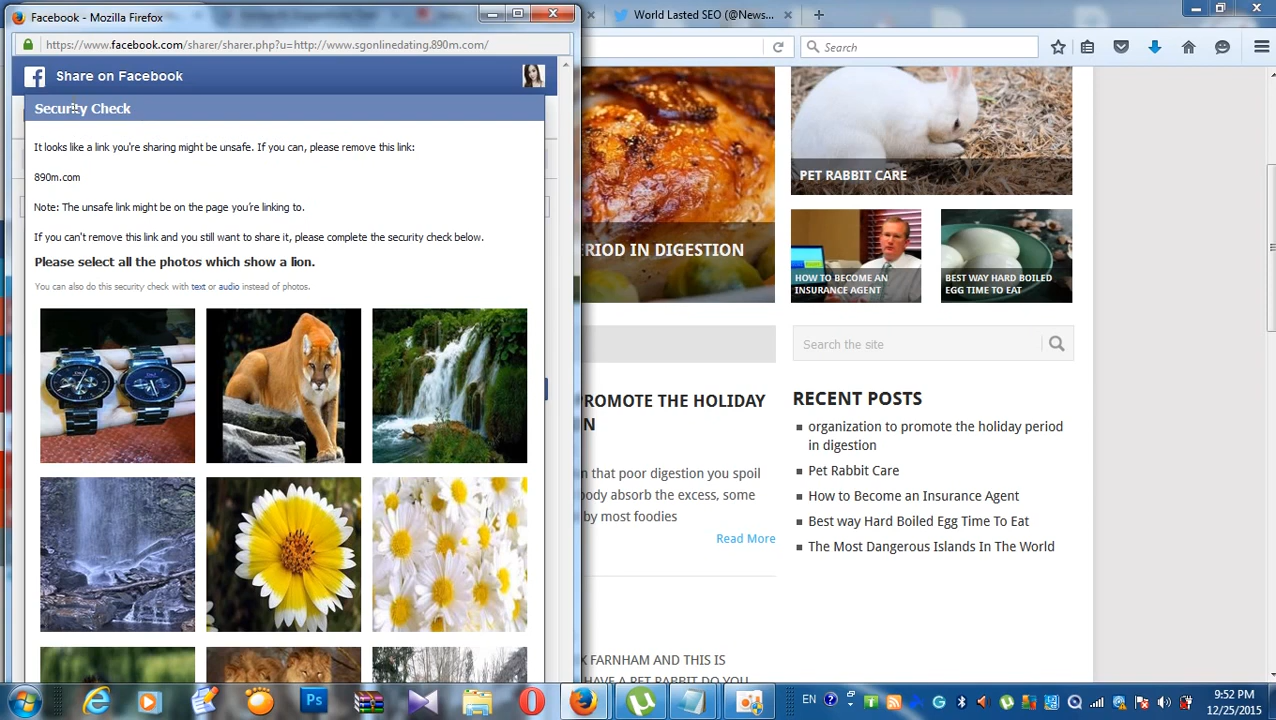 Facebook - Mozilla Firefox
World Lasted SEO (@News...
https://www.facebook.com/sharer/sharer.php?u=http://www.sgonlinedating.890m.com/
Search
Share on Facebook
Security Check
It looks like a link you're sharing might be unsafe. If you can, please remove this link:
890m.com
Note: The unsafe link might be on the page you're linking to.
If you can't remove this link and you still want to share it, please complete the security check below.
Please select all the photos which show a lion.
You can also do this security check with text or audio instead of photos.
PET RABBIT CARE
RIOD IN DIGESTION
HOW TO BECOME AN
INSURANCE AGENT
BEST WAY HARD BOILED
EGG TIME TO EAT
Search the site
PROMOTE THE HOLIDAY
N
that poor digestion you spoil
body absorb the excess, some
by most foodies
Read More
RECENT POSTS
organization to promote the holiday period
in digestion
Pet Rabbit Care
How to Become an Insurance Agent
Best way Hard Boiled Egg Time To Eat
The Most Dangerous Islands In The World
X FARNHAM AND THIS IS
HAVE A PET RABBIT DO YOU
Ps
EN
9:52 PM
12/25/2015